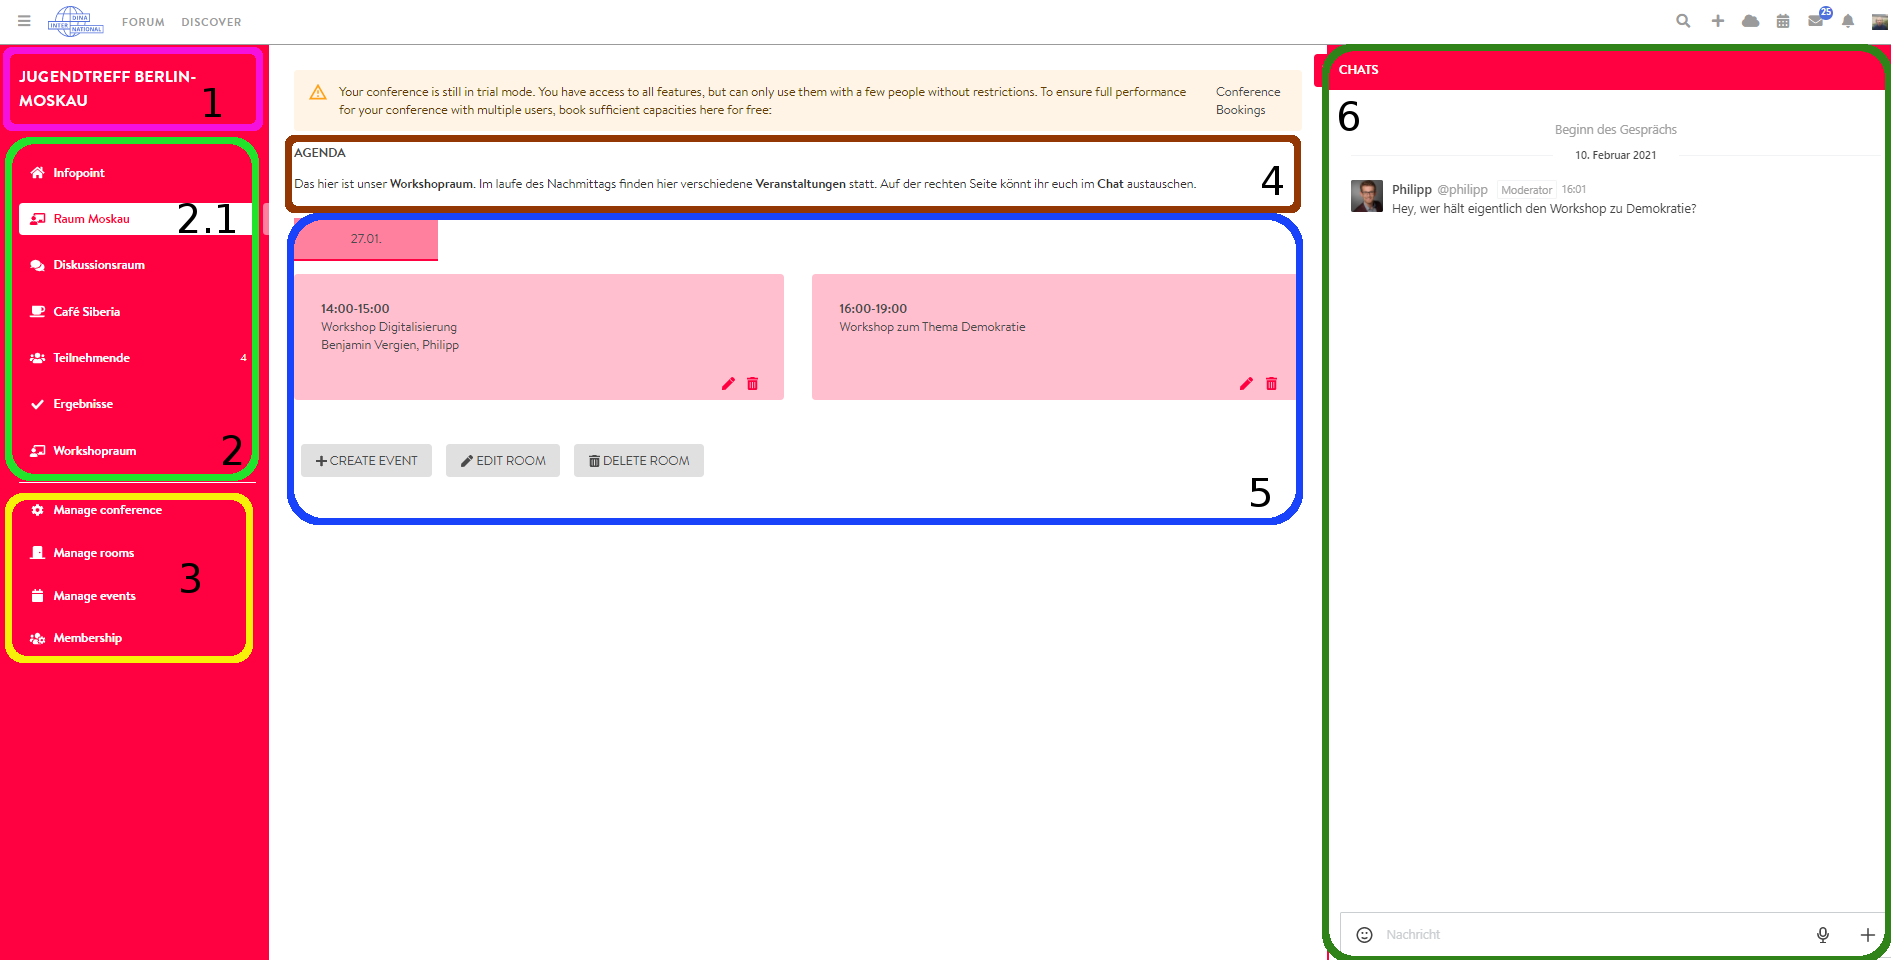 DINA
INTER NATIONAL
FORUM DISCOVER
25
JUGENDTREFF BERLIN-
MOSKAU
1
Infopoint
Raum Moskau
2.1
Diskussionsraum
Café Siberia
Teilnehmende 4
Ergebnisse
Workshopraum
2
Manage conference
Manage rooms
3
Manage events
Membership
Your conference is still in trial mode. You have access to all features, but can only use them with a few people without restrictions. To ensure full performance
for your conference with multiple users, book sufficient capacities here for free:
Conference
Bookings
AGENDA
Das hier ist unser Workshopraum. Im laufe des Nachmittags finden hier verschiedene Veranstaltungen statt. Auf der rechten Seite könnt ihr euch im Chat austauschen.
4
27.01.
14:00-15:00
Workshop Digitalisierung
Benjamin Vergien, Philipp
16:00-19:00
Workshop zum Thema Demokratie
CREATE EVENT
EDIT ROOM
DELETE ROOM
5
CHATS
6
Beginn des Gesprächs
10. Februar 2021
Philipp @philipp Moderator 16:01
Hey, wer hält eigentlich den Workshop zu Demokratie?
Nachricht